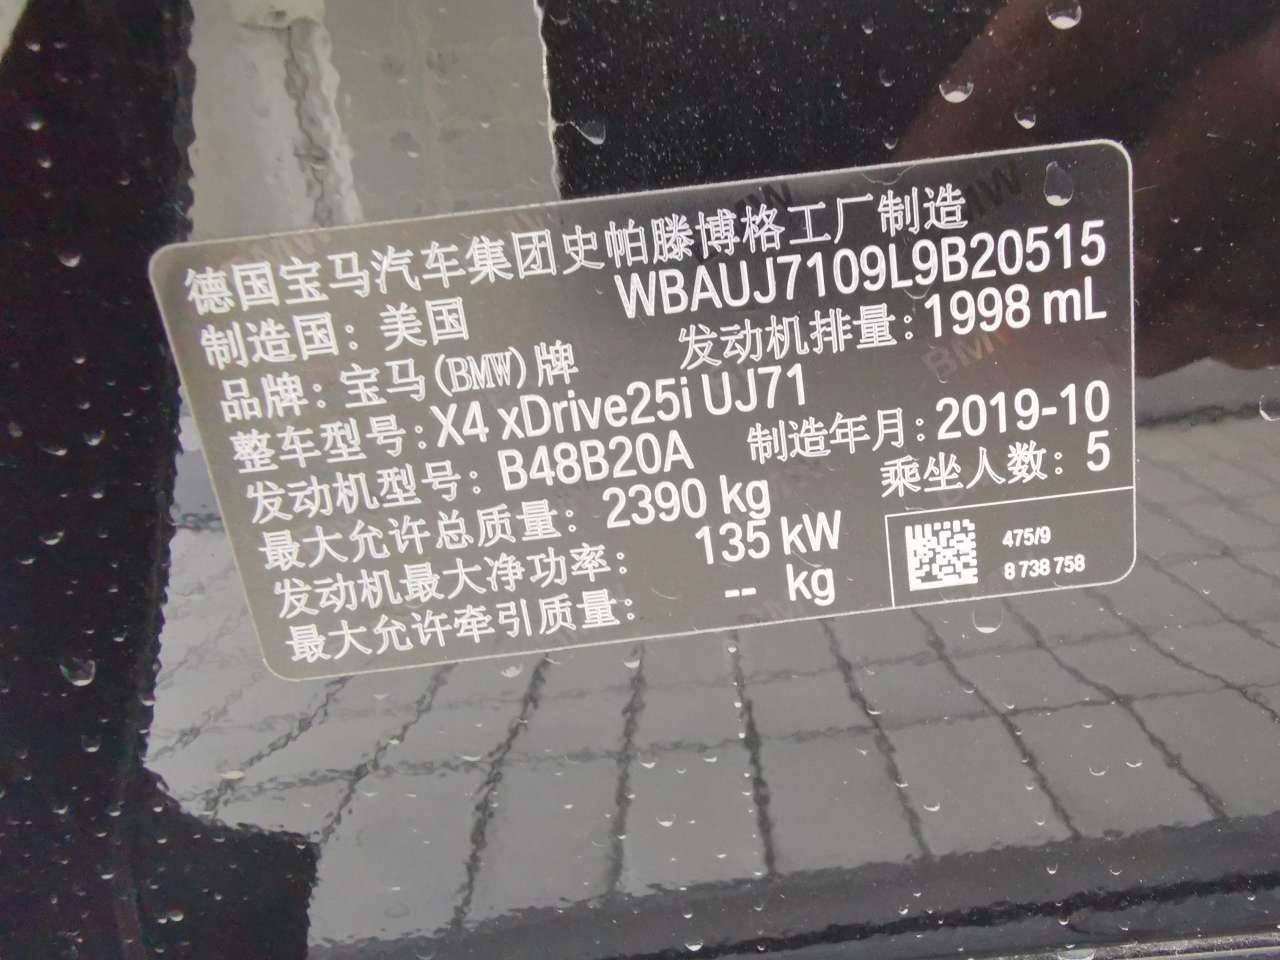 德国宝马汽车集团史帕滕博格工厂制造
制造国：美国 WBAUJ7109L9B20515
品牌：宝马(BMW)牌 发动机排量：1998 mL
整车型号：X4 xDrive25i UJ71
发动机型号：B48B20A 制造年月：2019-10
最大允许总质量：2390 kg 乘坐人数：5
发动机最大净功率：135 kW
最大允许牵引质量：-- kg
475/9
8 738 758